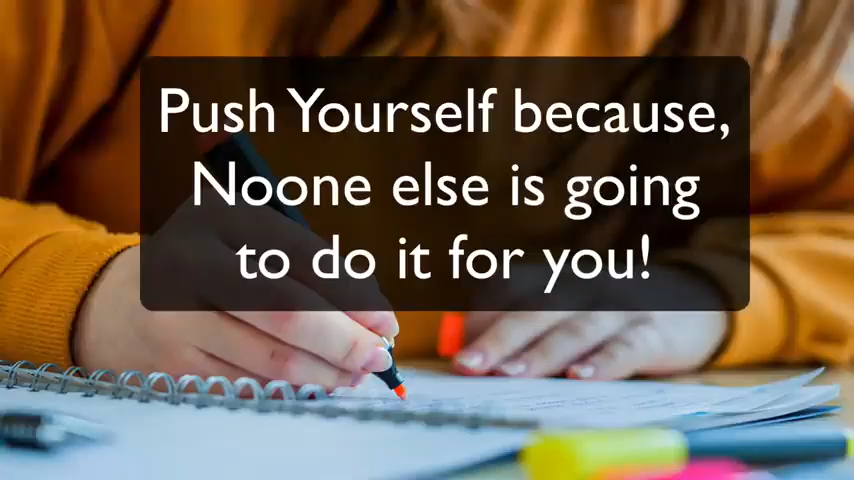 Push Yourself because,
Noone else is going
to do it for you!